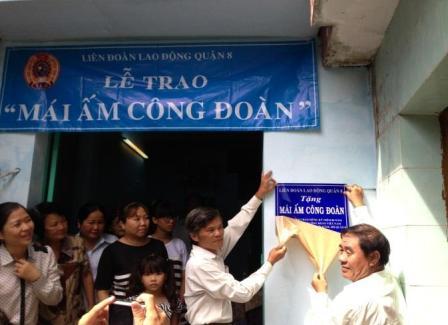 LIÊN ĐOÀN LAO ĐỘNG QUẬN 8
LỄ TRAO
"MÁI ẤM CÔNG ĐOÀN"
LIÊN ĐOÀN LAO ĐỘNG QUẬN 8
Tặng
MÁI ẤM CÔNG ĐOÀN